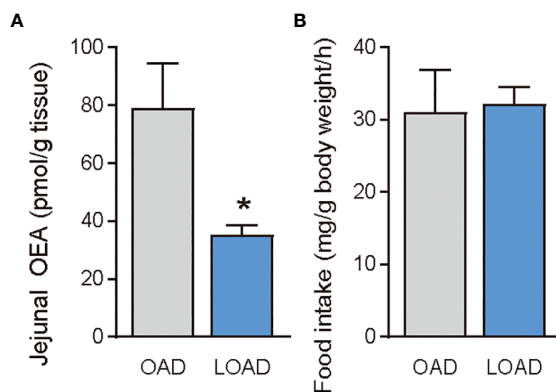 A
Jejunal OEA (pmol/g tissue)
100
80
60
40
20
0
*
OAD LOAD
B
Food intake (mg/g body weight/h)
40
30
20
10
0
OAD LOAD